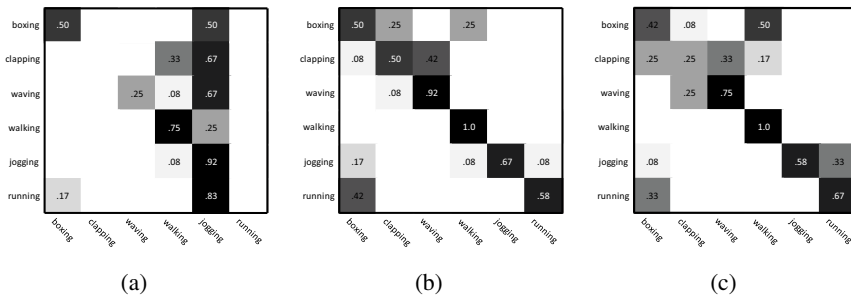 boxing .50 .50
clapping .33 .67
waving .25 .08 .67
walking .75 .25
jogging .08 .92
running .17 .83
boxing clapping waving walking jogging running
(a)
boxing .50 .25 .25
clapping .08 .50 .42
waving .08 .92
walking 1.0
jogging .17 .08 .67 .08
running .42 .58
boxing clapping waving walking jogging running
(b)
boxing .42 .08 .50
clapping .25 .25 .33 .17
waving .25 .75
walking 1.0
jogging .08 .58 .33
running .33 .67
boxing clapping waving walking jogging running
(c)